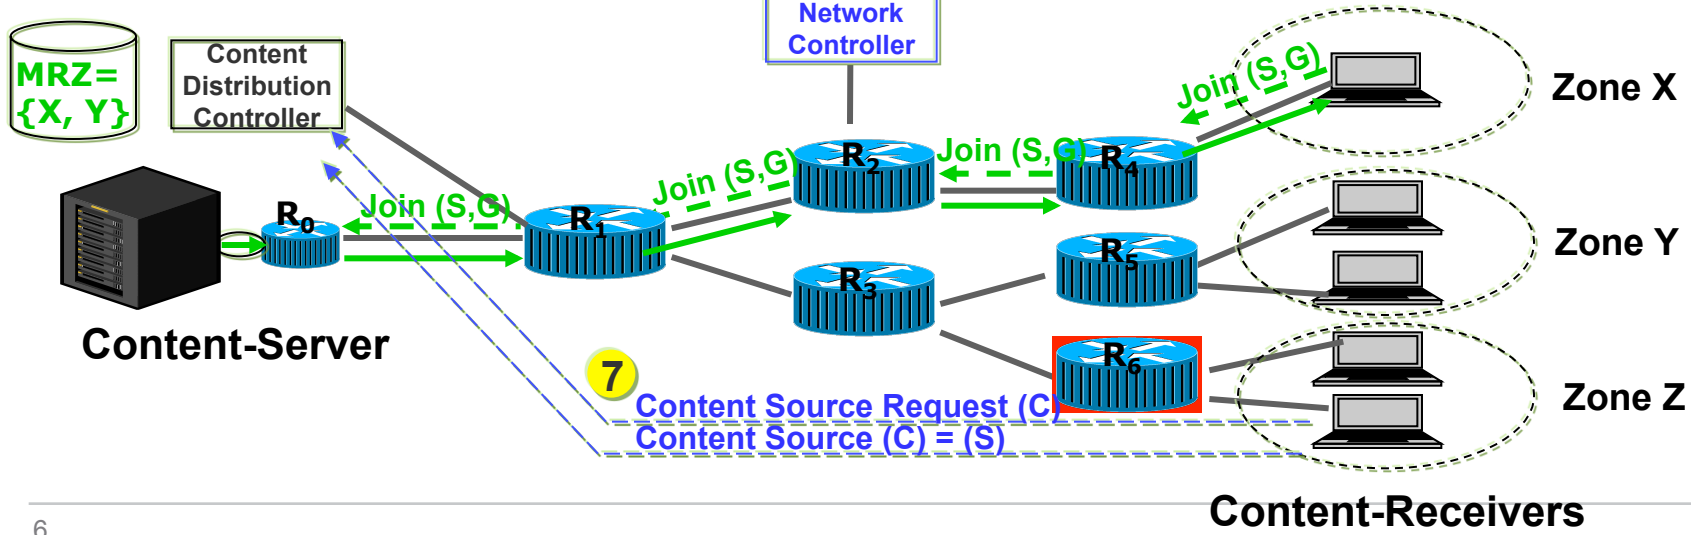 Network
Controller
Content
Distribution
Controller
MRZ=
{X, Y}
Join (S,G)
Zone X
R2
Join (S,G)
R4
Join (S,G)
R0
Join (S,G)
R1
R5
Zone Y
R3
Content-Server
R6
7
Content Source Request (C)
Content Source (C) = (S)
Zone Z
Content-Receivers
6